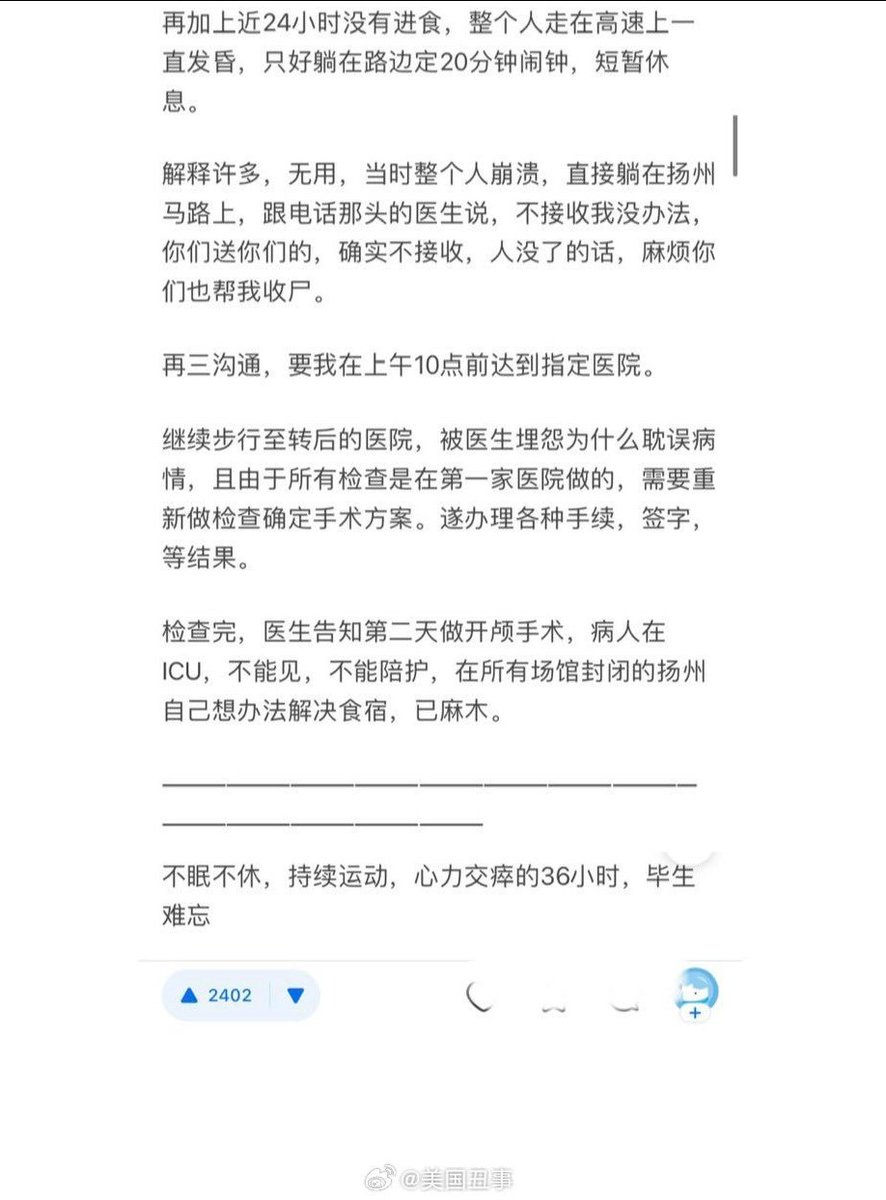 再加上近24小时没有进食，整个人走在高速上一
直发昏，只好躺在路边定20分钟闹钟，短暂休
息。
解释许多，无用，当时整个人崩溃，直接躺在扬州
马路上，跟电话那头的医生说，不接收我没办法，
你们送你们的，确实不接收，人没了的话，麻烦你
们也帮我收尸。
再三沟通，要我在上午10点前达到指定医院。
继续步行至转后的医院，被医生埋怨为什么耽误病
情，且由于所有检查是在第一家医院做的，需要重
新做检查确定手术方案。遂办理各种手续，签字，
等结果。
检查完，医生告知第二天做开颅手术，病人在
ICU，不能见，不能陪护，在所有场馆封闭的扬州
自己想办法解决食宿，已麻木。
不眠不休，持续运动，心力交瘁的36小时，毕生
难忘
2402
@美国丑事